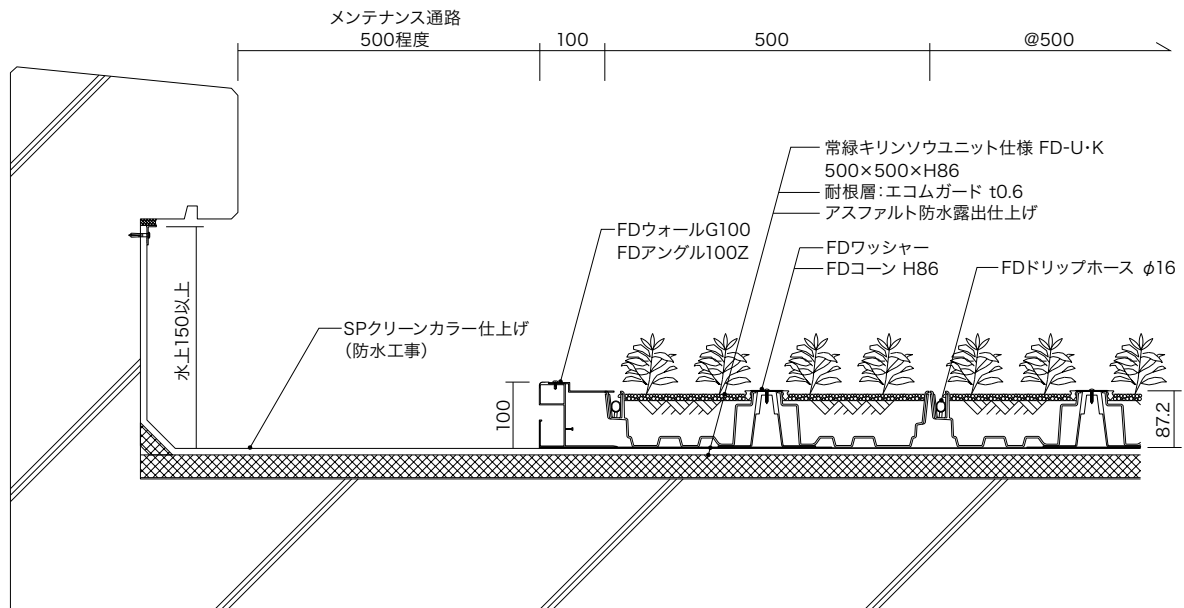 メンテナンス通路
500程度
100
500
@500
常緑キリンソウユニット仕様 FD-U・K
500×500×H86
耐根層：エコムガード t0.6
アスファルト防水露出仕上げ
FDウォールG100
FDアングル100Z
FDワッシャー
FDコーン H86
FDドリップホース φ16
水上150以上
SPクリーンカラー仕上げ
（防水工事）
100
87.2